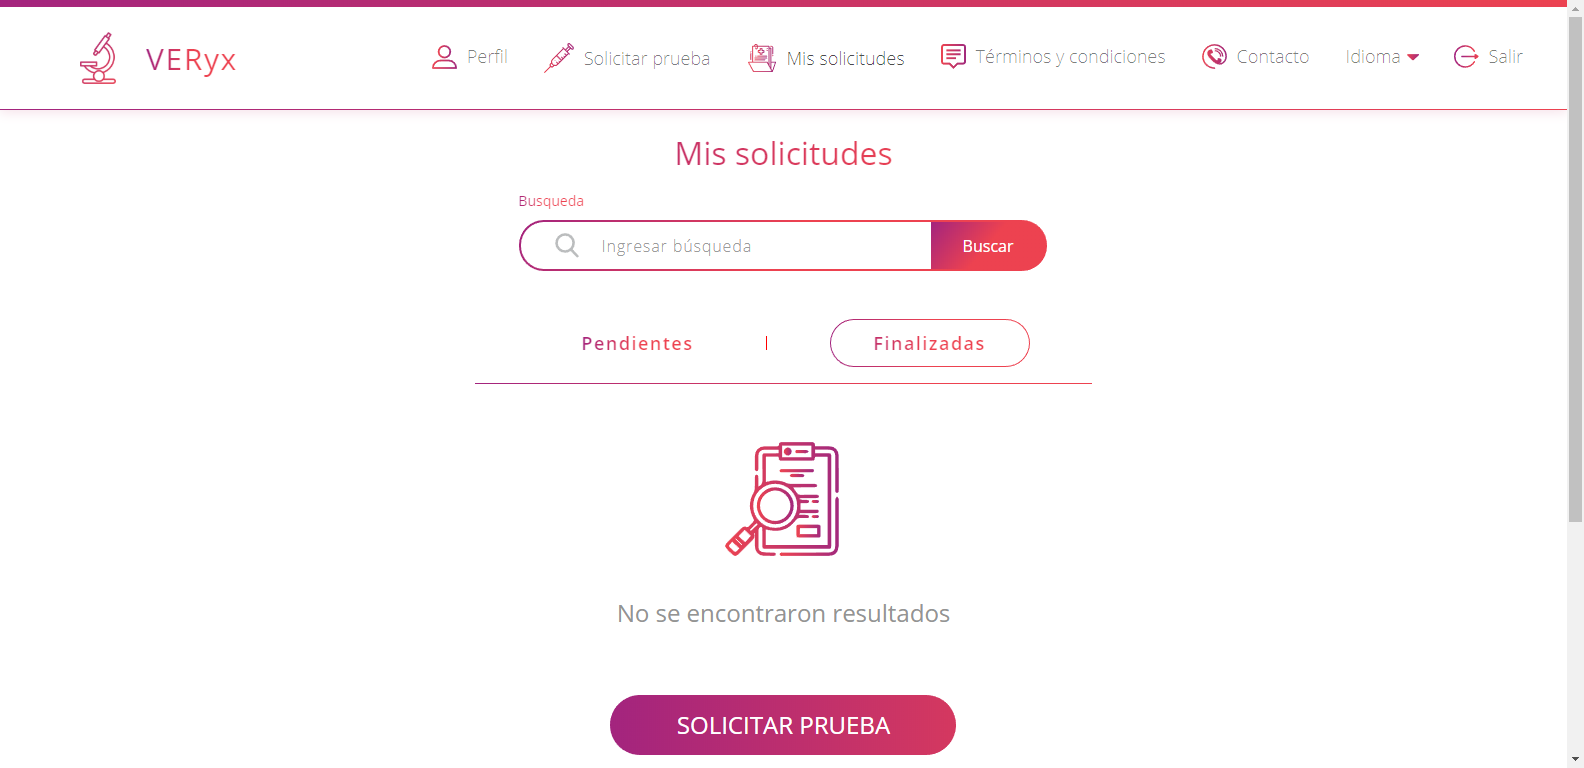 VERyx
Perfil
Solicitar prueba
Mis solicitudes
Términos y condiciones
Contacto
Idioma
Salir
Mis solicitudes
Busqueda
Ingresar búsqueda
Buscar
Pendientes
Finalizadas
No se encontraron resultados
SOLICITAR PRUEBA